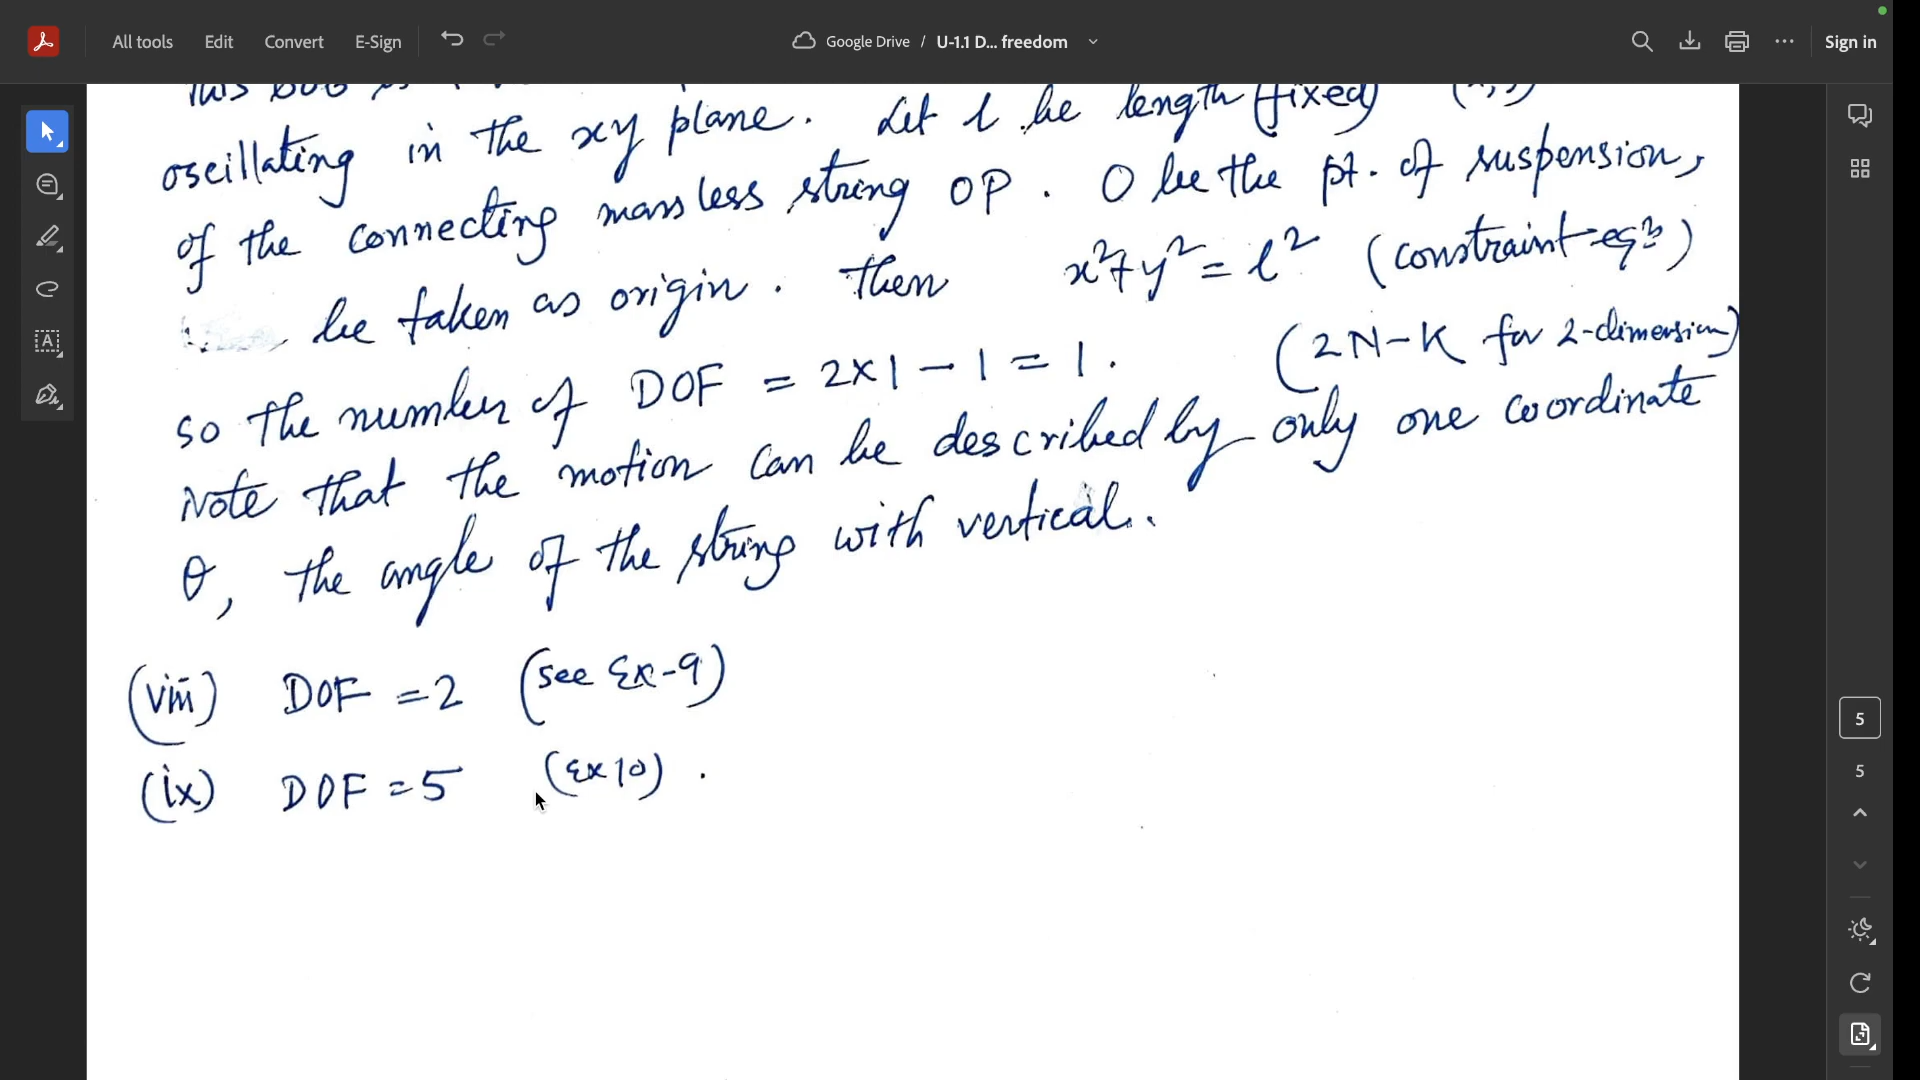 All tools Edit Convert E-Sign Google Drive / U-1.1 D... freedom Sign in
oscillating in the xy plane. Let l be length (fixed)
of the connecting massless string OP. O be the pt. of suspension,
be taken as origin. Then x²+y² = l² (constraint eqⁿ)
So the number of DOF = 2×1 – 1 = 1. (2N–K for 2-dimension)
Note that the motion can be described by only one coordinate
θ, the angle of the string with vertical.
(viii) DOF = 2 (see Ex-9)
(ix) DOF = 5 (Ex 10).
5
5